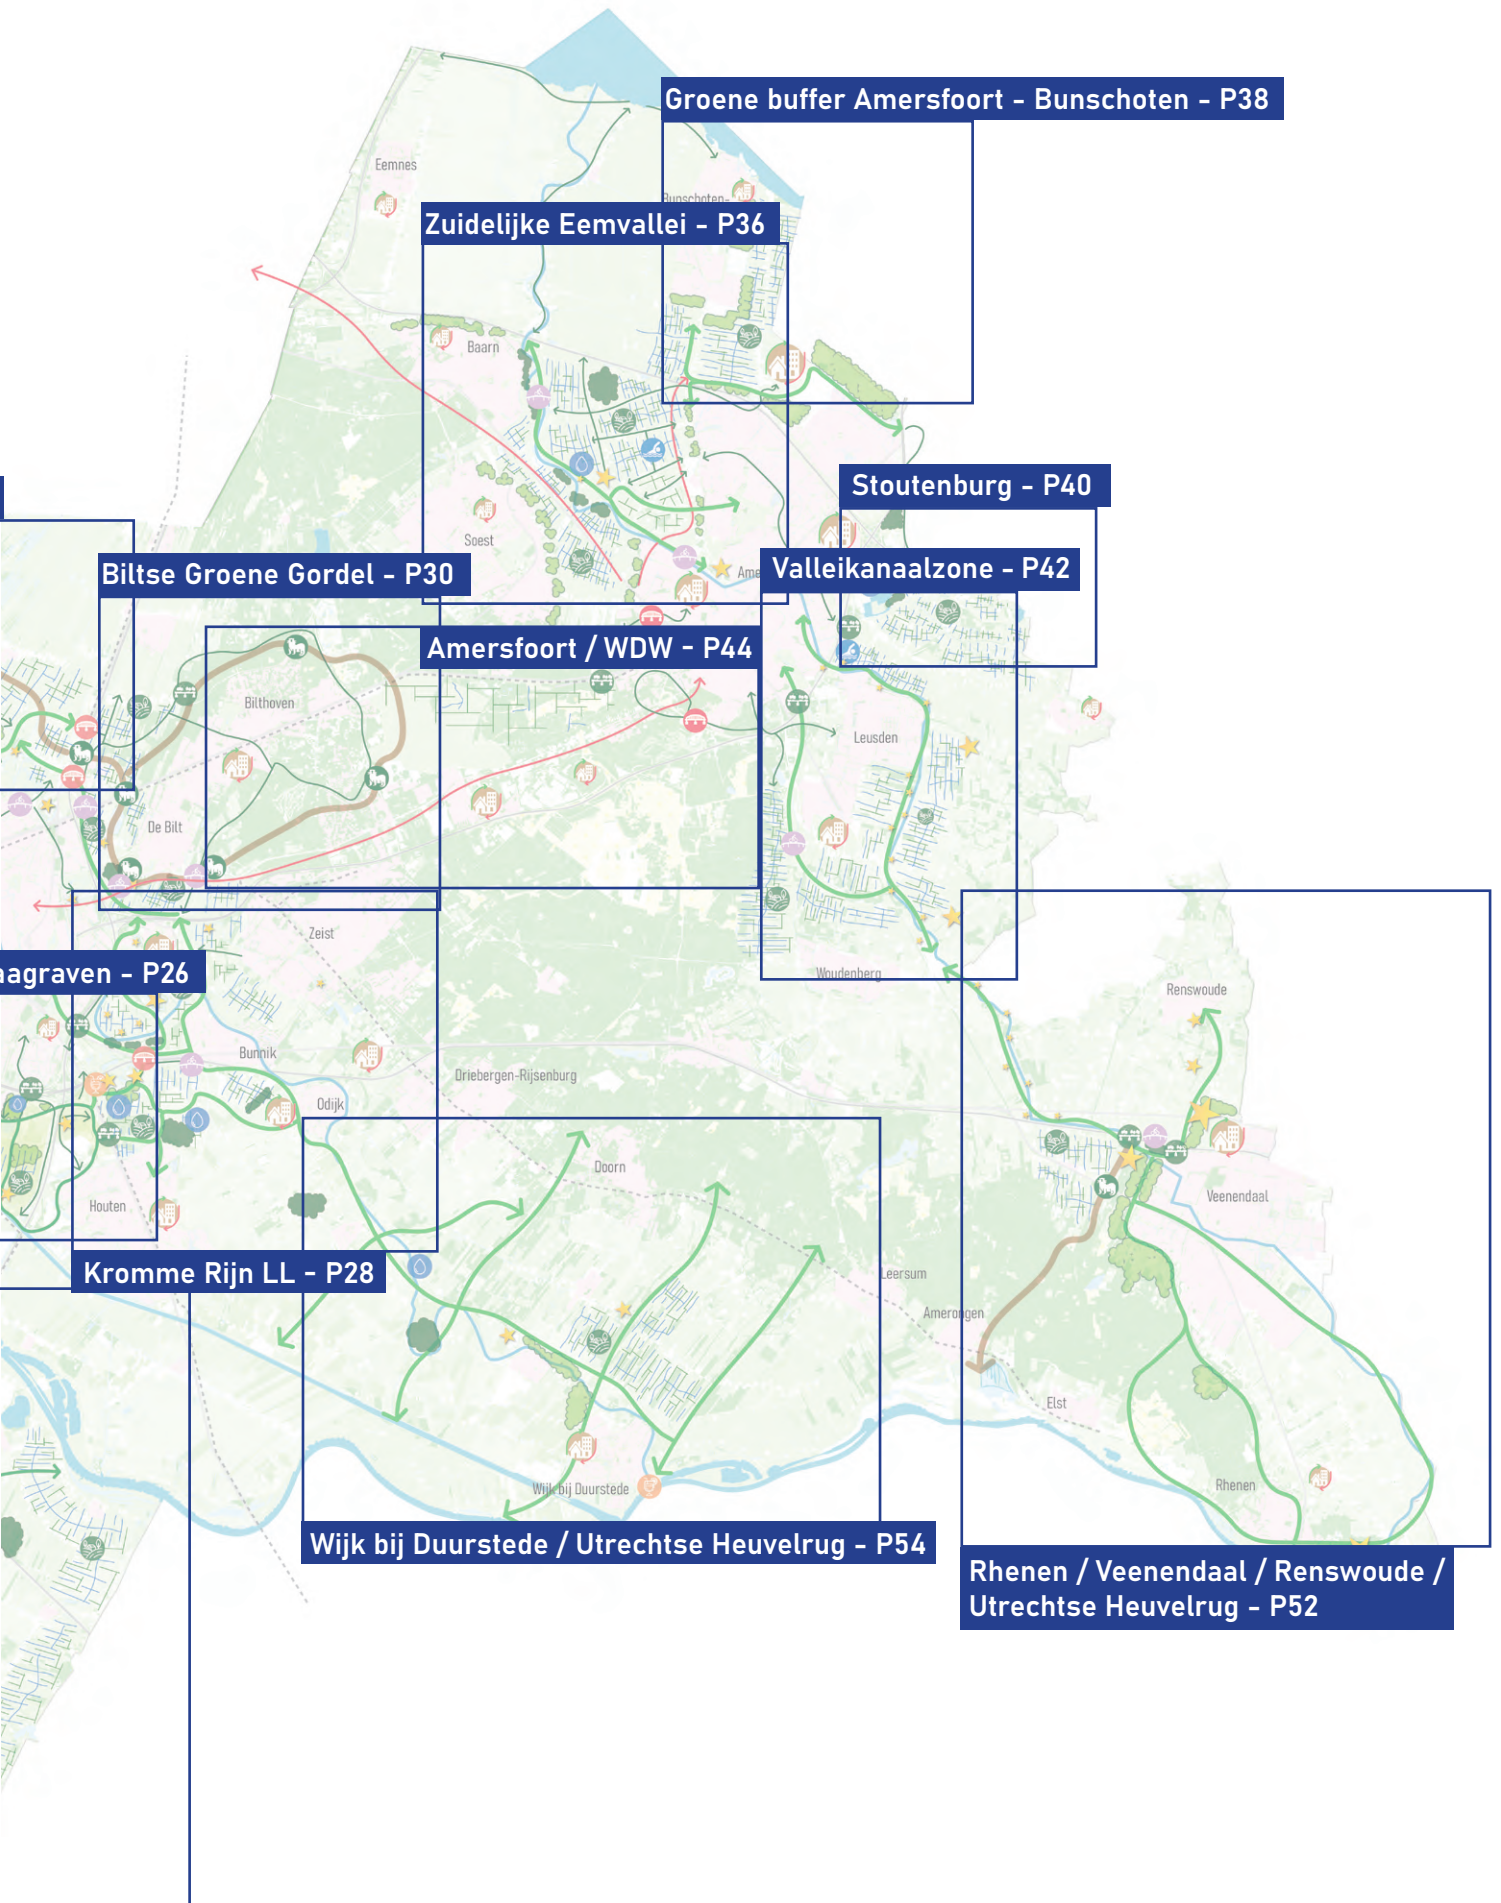 Groene buffer Amersfoort - Bunschoten - P38
Eemnes
Bunschoten-
Zuidelijke Eemvallei - P36
Baarn
Stoutenburg - P40
Soest
Biltse Groene Gordel - P30
Ame
Valleikanaalzone - P42
Amersfoort / WDW - P44
Bilthoven
Leusden
De Bilt
Zeist
aagraven - P26
Woudenberg
Renswoude
Bunnik
Driebergen-Rijsenburg
Odijk
Doorn
Houten
Veenendaal
Kromme Rijn LL - P28
Leersum
Amerongen
Elst
Rhenen
Wijk bij Duurstede
Wijk bij Duurstede / Utrechtse Heuvelrug - P54
Rhenen / Veenendaal / Renswoude /
Utrechtse Heuvelrug - P52